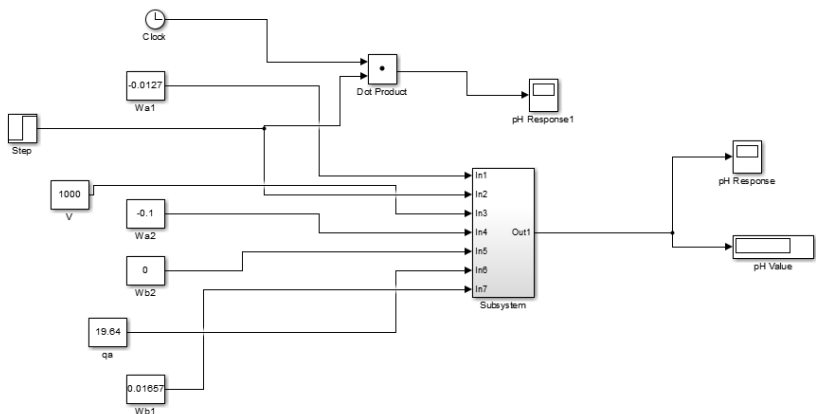 Clock
-0.0127
Wa1
Dot Product
pH Response1
Step
1000
V
-0.1
Wa2
0
Wb2
19.64
qa
0.01657
Wb1
In1
In2
In3
In4
In5
In6
In7
Out1
Subsystem
pH Response
pH Value